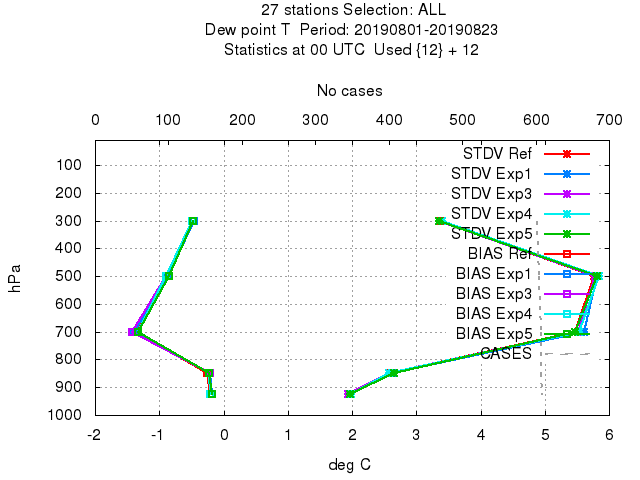 27 stations Selection: ALL
Dew point T  Period: 20190801-20190823
Statistics at 00 UTC  Used {12} + 12
No cases
0 100 200 300 400 500 600 700
STDV Ref
STDV Exp1
STDV Exp3
STDV Exp4
STDV Exp5
BIAS Ref
BIAS Exp1
BIAS Exp3
BIAS Exp4
BIAS Exp5
CASES
hPa
100
200
300
400
500
600
700
800
900
1000
-2 -1 0 1 2 3 4 5 6
deg C